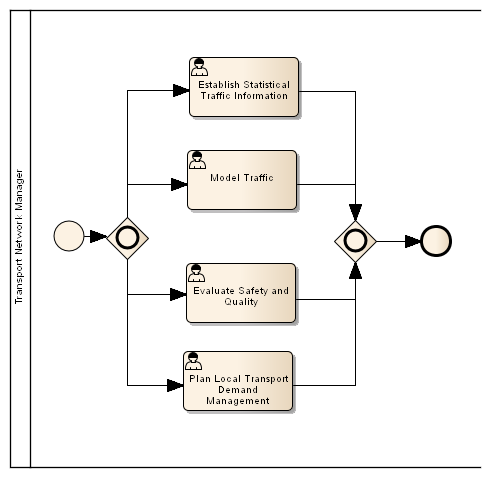 Transport Network Manager
Establish Statistical
Traffic Information
Model Traffic
Evaluate Safety and
Quality
Plan Local Transport
Demand
Management